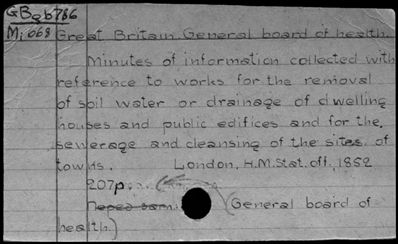 GBqb786
Mi668 Great Britain. General board of health.
Minutes of information collected with
reference to works for the removal
of soil water or drainage of dwelling
houses and public edifices and for the
sewerage and cleansing of the sites of
towns. London, H.M.Stat.off., 1852
207p.
(General board of
health)